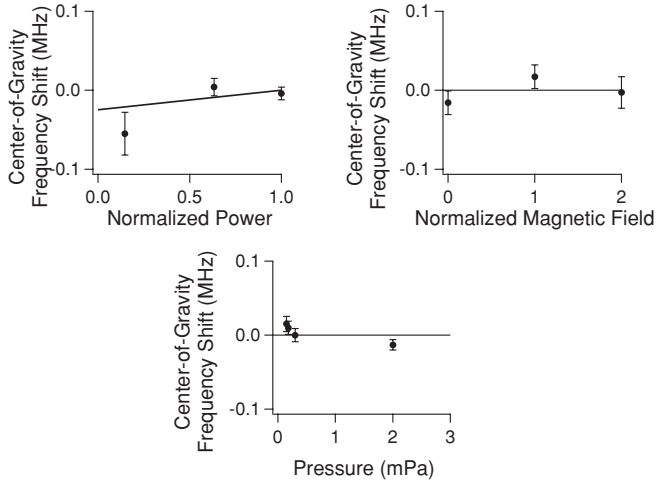 0.1
0.0
-0.1
Center-of-Gravity
Frequency Shift (MHz)
0.0
0.5
1.0
Normalized Power
0.1
0.0
-0.1
Center-of-Gravity
Frequency Shift (MHz)
0
1
2
Normalized Magnetic Field
0.1
0.0
-0.1
Center-of-Gravity
Frequency Shift (MHz)
0
1
2
3
Pressure (mPa)